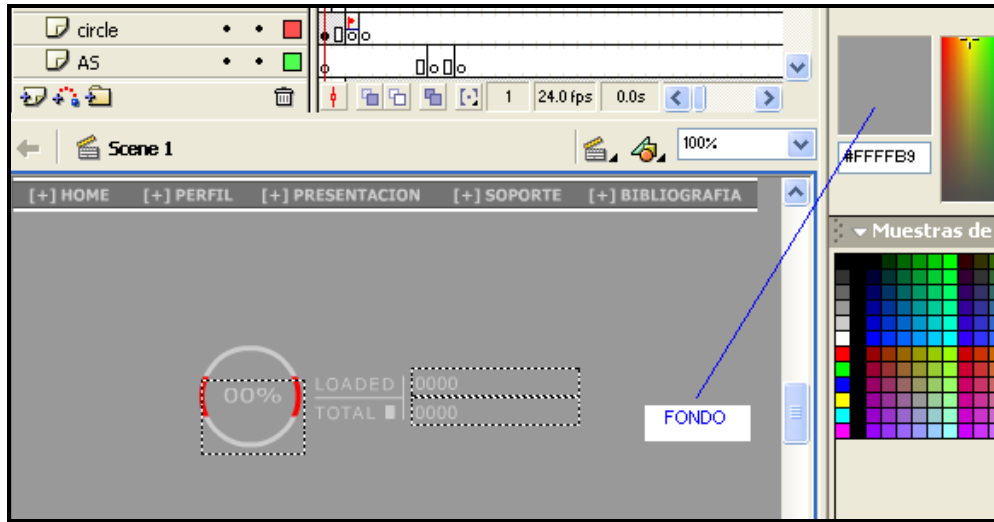 circle
AS
1 24.0 fps 0.0s
Scene 1
100%
#FFFFB9
[+] HOME [+] PERFIL [+] PRESENTACION [+] SOPORTE [+] BIBLIOGRAFIA
Muestras de
00%
LOADED 0000
TOTAL 0000
FONDO